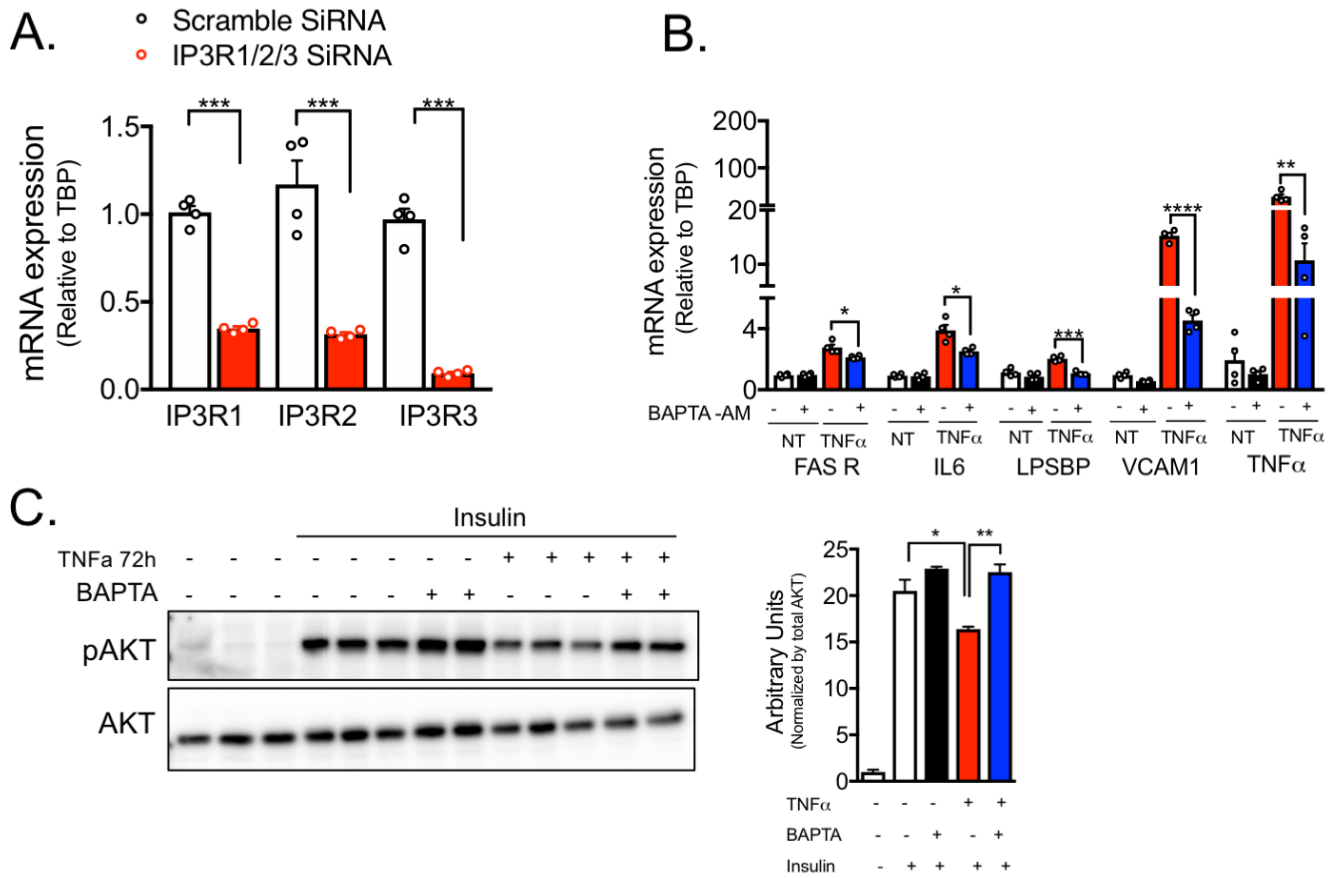 A.
Scramble SiRNA
IP3R1/2/3 SiRNA
mRNA expression
(Relative to TBP)
1.5
1.0
0.5
0.0
*** *** ***
IP3R1 IP3R2 IP3R3
B.
mRNA expression
(Relative to TBP)
200
100
20
10
4
0
* * *** **** **
BAPTA -AM - + - + - + - + - + - + - + - + - + - +
NT TNFα NT TNFα NT TNFα NT TNFα NT TNFα
FAS R IL6 LPSBP VCAM1 TNFα
C.
Insulin
TNFa 72h - - - - - - - - + + + + +
BAPTA - - - - - - + + - - - + +
pAKT
AKT
Arbitrary Units
(Normalized by total AKT)
25
20
15
10
5
0
* **
TNFα - - - + +
BAPTA - - + - +
Insulin - + + + +